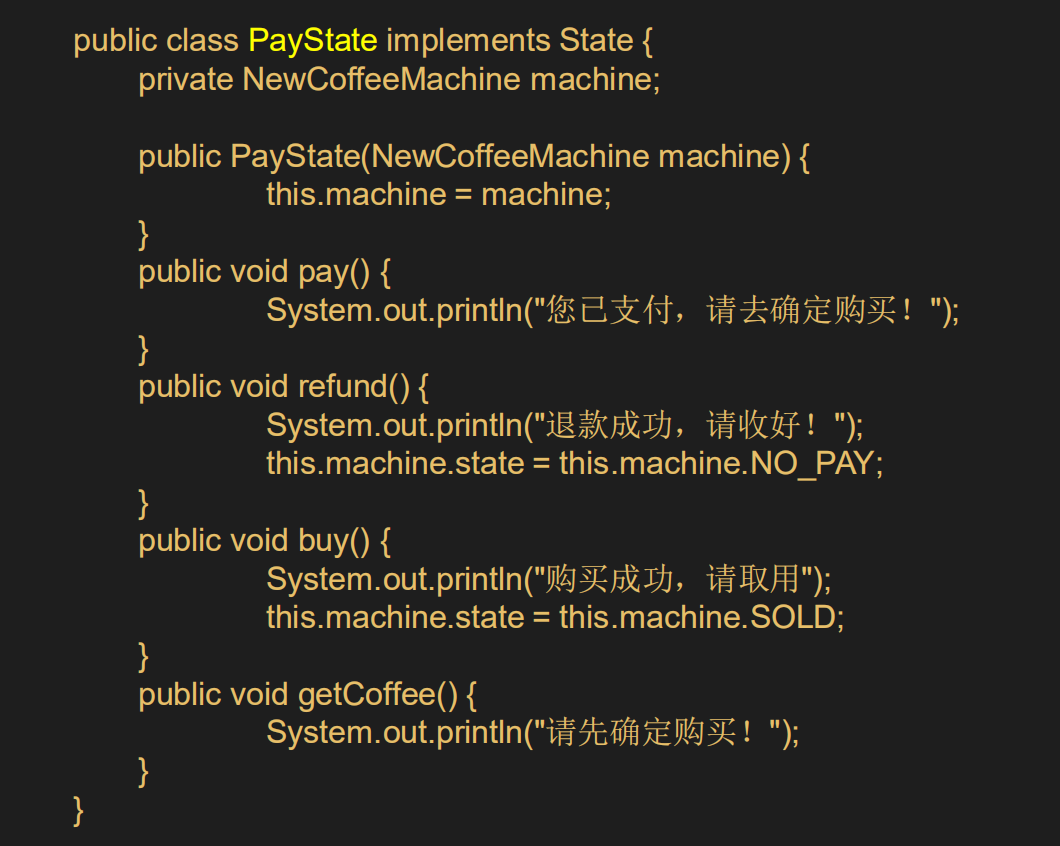 public class PayState implements State {
private NewCoffeeMachine machine;
public PayState(NewCoffeeMachine machine) {
this.machine = machine;
}
public void pay() {
System.out.println("您已支付，请去确定购买！");
}
public void refund() {
System.out.println("退款成功，请收好！");
this.machine.state = this.machine.NO_PAY;
}
public void buy() {
System.out.println("购买成功，请取用");
this.machine.state = this.machine.SOLD;
}
public void getCoffee() {
System.out.println("请先确定购买！");
}
}